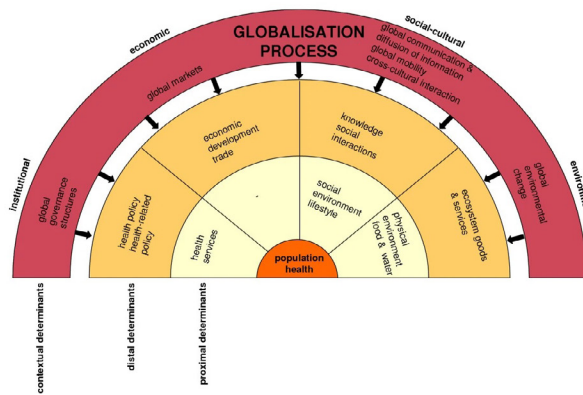 economic
social-cultural
institutional
environm
GLOBALISATION
PROCESS
global governance
structures
global markets
global communication &
diffusion of information
global mobility
cross-cultural interaction
global
environmental
change
health policy
health-related
policy
economic
development
trade
knowledge
social
interactions
ecosystem goods
& services
health
services
social environment
lifestyle
physical
environment
food & water
population
health
contextual determinants
distal determinants
proximal determinants